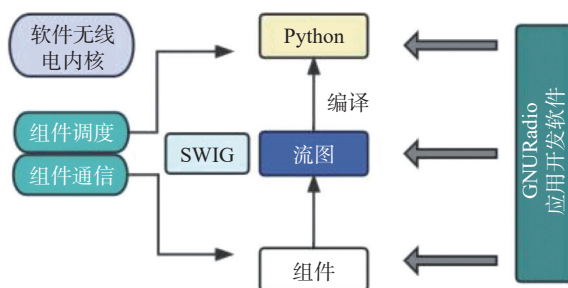 软件无线
电内核
Python
编译
组件调度
组件通信
SWIG
流图
组件
GNURadio
应用开发软件